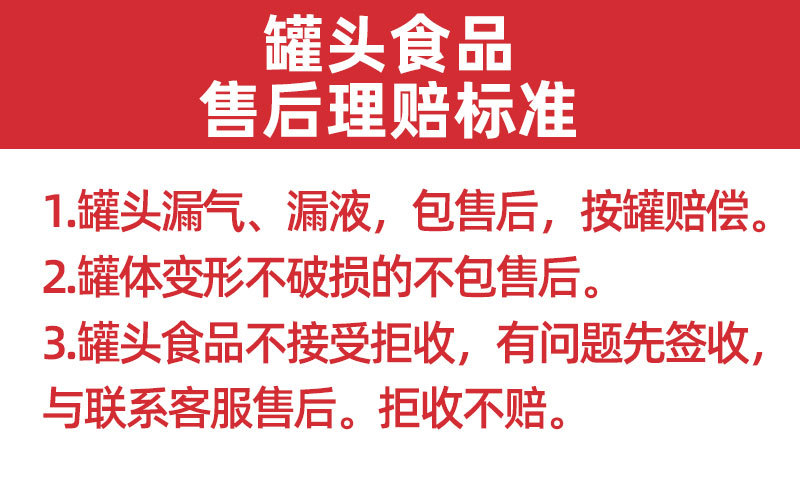 罐头食品
售后理赔标准
1.罐头漏气、漏液，包售后，按罐赔偿。
2.罐体变形不破损的不包售后。
3.罐头食品不接受拒收，有问题先签收，
与联系客服售后。拒收不赔。